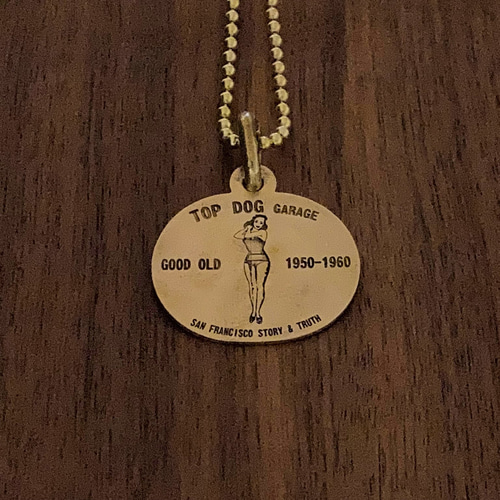 TOP DOG GARAGE
GOOD OLD 1950-1960
SAN FRANCISCO STORY & TRUTH